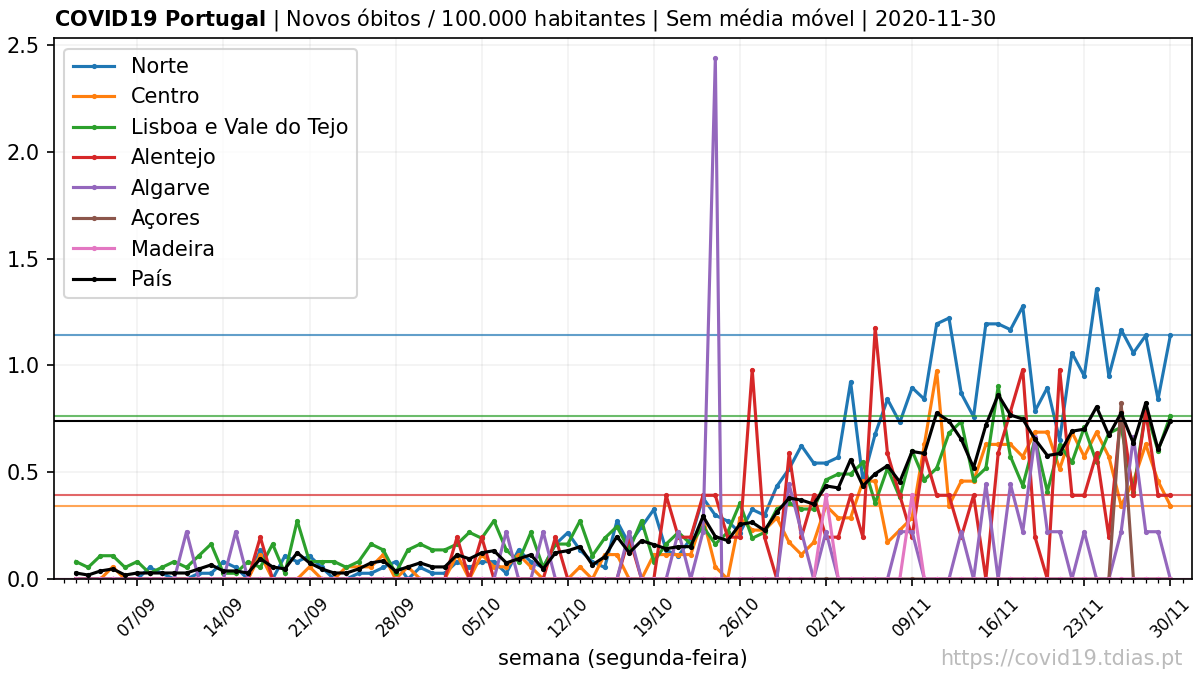 COVID19 Portugal | Novos óbitos / 100.000 habitantes | Sem média móvel | 2020-11-30
2.5
2.0
1.5
1.0
0.5
0.0
Norte
Centro
Lisboa e Vale do Tejo
Alentejo
Algarve
Açores
Madeira
País
07/09 14/09 21/09 28/09 05/10 12/10 19/10 26/10 02/11 09/11 16/11 23/11 30/11
semana (segunda-feira)
https://covid19.tdias.pt